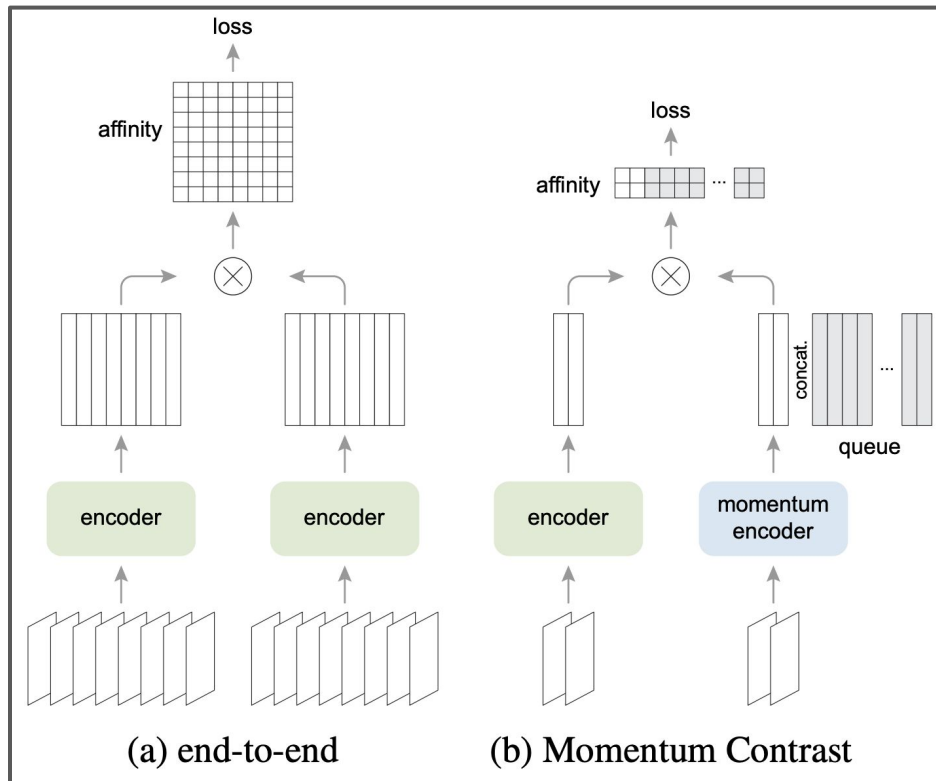 loss
affinity
encoder
encoder
(a) end-to-end
loss
affinity
...
concat.
...
queue
encoder
momentum
encoder
(b) Momentum Contrast